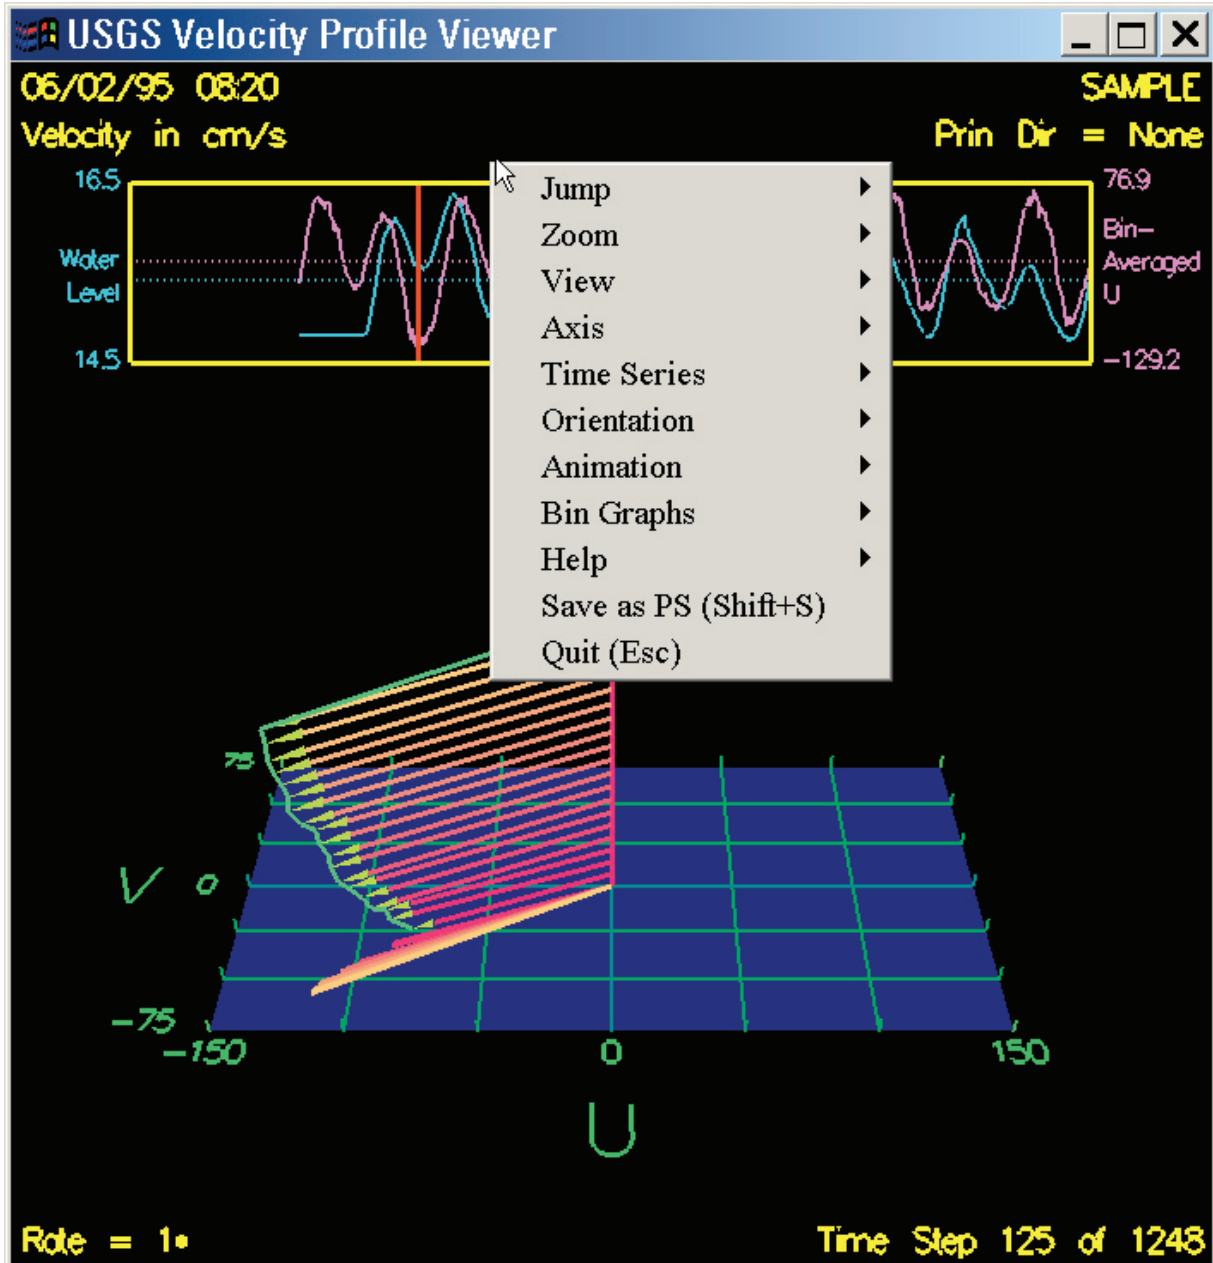 USGS Velocity Profile Viewer
06/02/95 08:20 SAMPLE
Velocity in cm/s Prin Dir = None
16.5 76.9
Water
Level
14.5
Bin-
Averaged
U
-129.2
Jump
Zoom
View
Axis
Time Series
Orientation
Animation
Bin Graphs
Help
Save as PS (Shift+S)
Quit (Esc)
75
V 0
-75
-150 0 150
U
Rate = 1• Time Step 125 of 1248